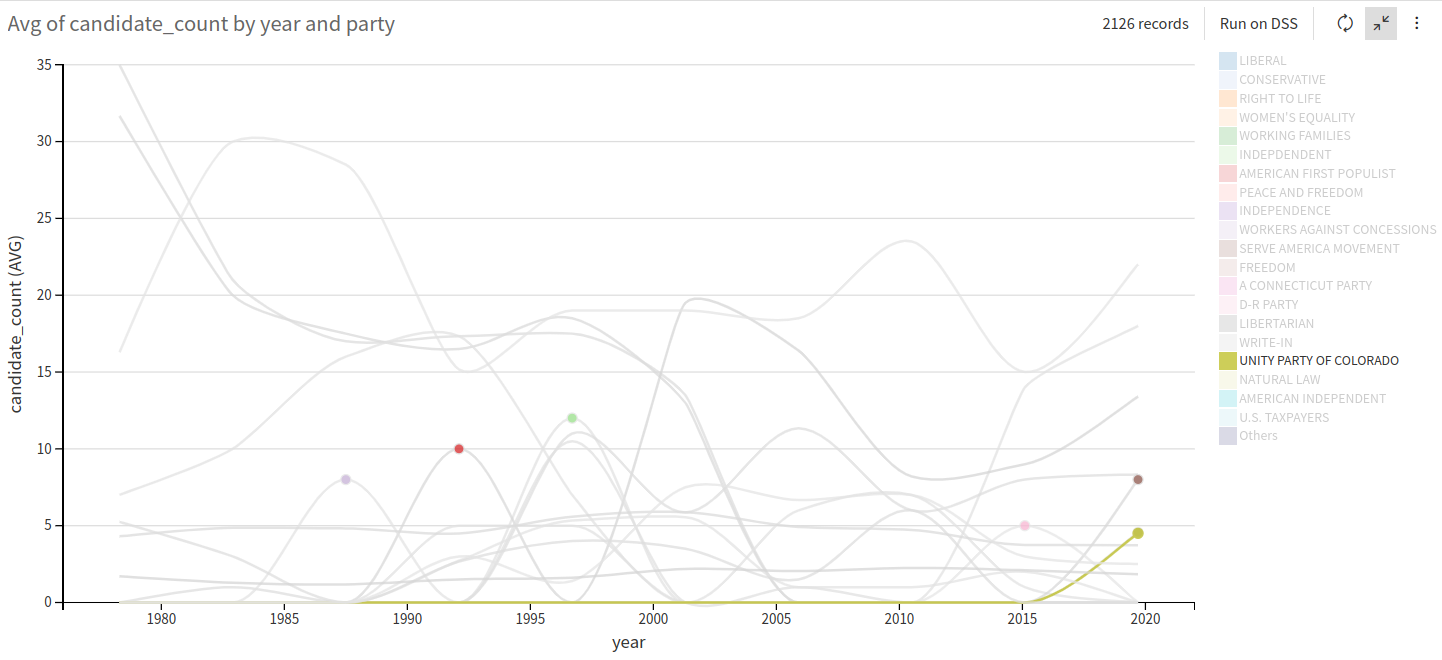 Avg of candidate_count by year and party
2126 records
Run on DSS
35
30
25
20
15
10
5
0
candidate_count (AVG)
1980
1985
1990
1995
2000
2005
2010
2015
2020
year
LIBERAL
CONSERVATIVE
RIGHT TO LIFE
WOMEN'S EQUALITY
WORKING FAMILIES
INDEPDENDENT
AMERICAN FIRST POPULIST
PEACE AND FREEDOM
INDEPENDENCE
WORKERS AGAINST CONCESSIONS
SERVE AMERICA MOVEMENT
FREEDOM
A CONNECTICUT PARTY
D-R PARTY
LIBERTARIAN
WRITE-IN
UNITY PARTY OF COLORADO
NATURAL LAW
AMERICAN INDEPENDENT
U.S. TAXPAYERS
Others